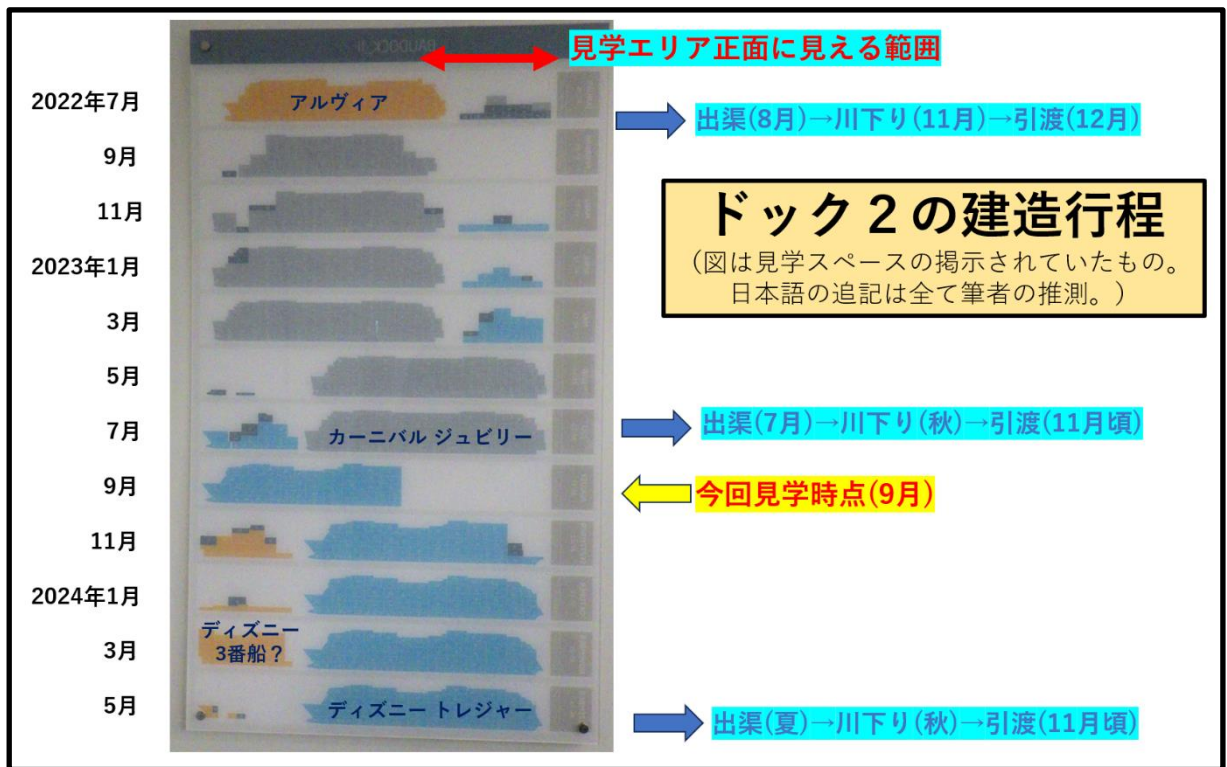 BAUDOCK II
見学エリア正面に見える範囲
2022年7月
アルヴィア
出渠(8月)→川下り(11月)→引渡(12月)
9月
11月
ドック2の建造行程
(図は見学スペースの掲示されていたもの。
日本語の追記は全て筆者の推測。)
2023年1月
3月
5月
7月
カーニバル ジュビリー
出渠(7月)→川下り(秋)→引渡(11月頃)
9月
今回見学時点(9月)
11月
2024年1月
ディズニー
3番船？
3月
5月
ディズニー トレジャー
出渠(夏)→川下り(秋)→引渡(11月頃)